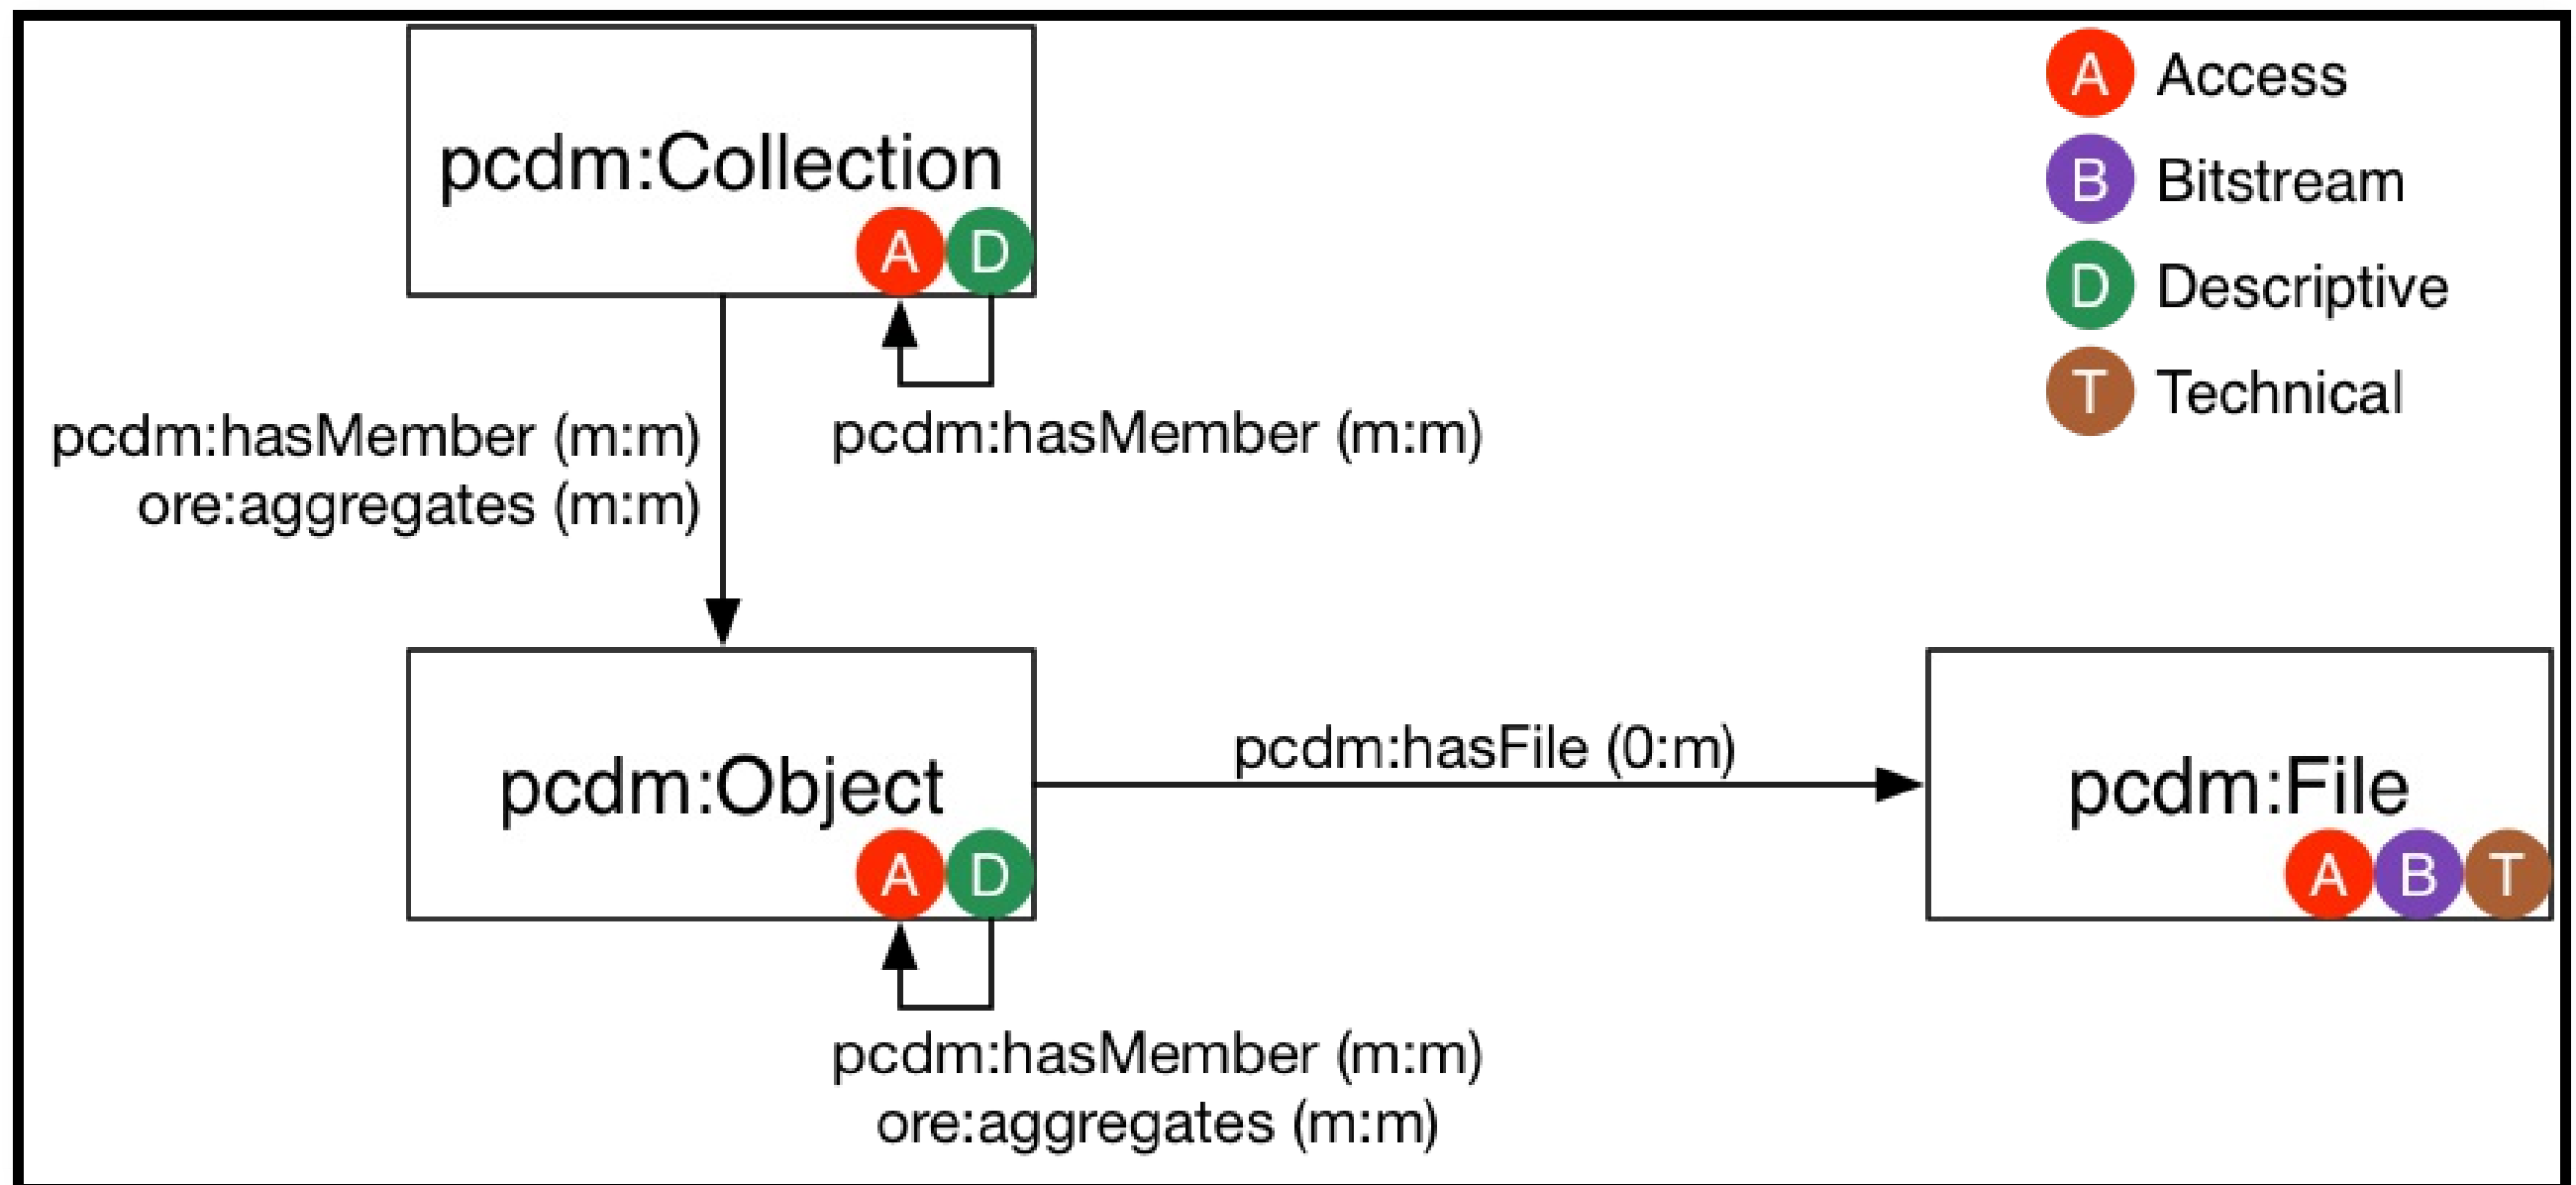 pcdm:Collection
A D
pcdm:hasMember (m:m)
ore:aggregates (m:m)
pcdm:hasMember (m:m)
pcdm:Object
A D
pcdm:hasMember (m:m)
ore:aggregates (m:m)
pcdm:hasFile (0:m)
pcdm:File
A B T
A Access
B Bitstream
D Descriptive
T Technical